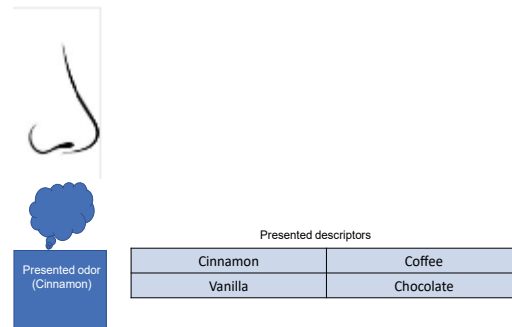 Presented descriptors
Presented odor
(Cinnamon)
Cinnamon Coffee
Vanilla Chocolate